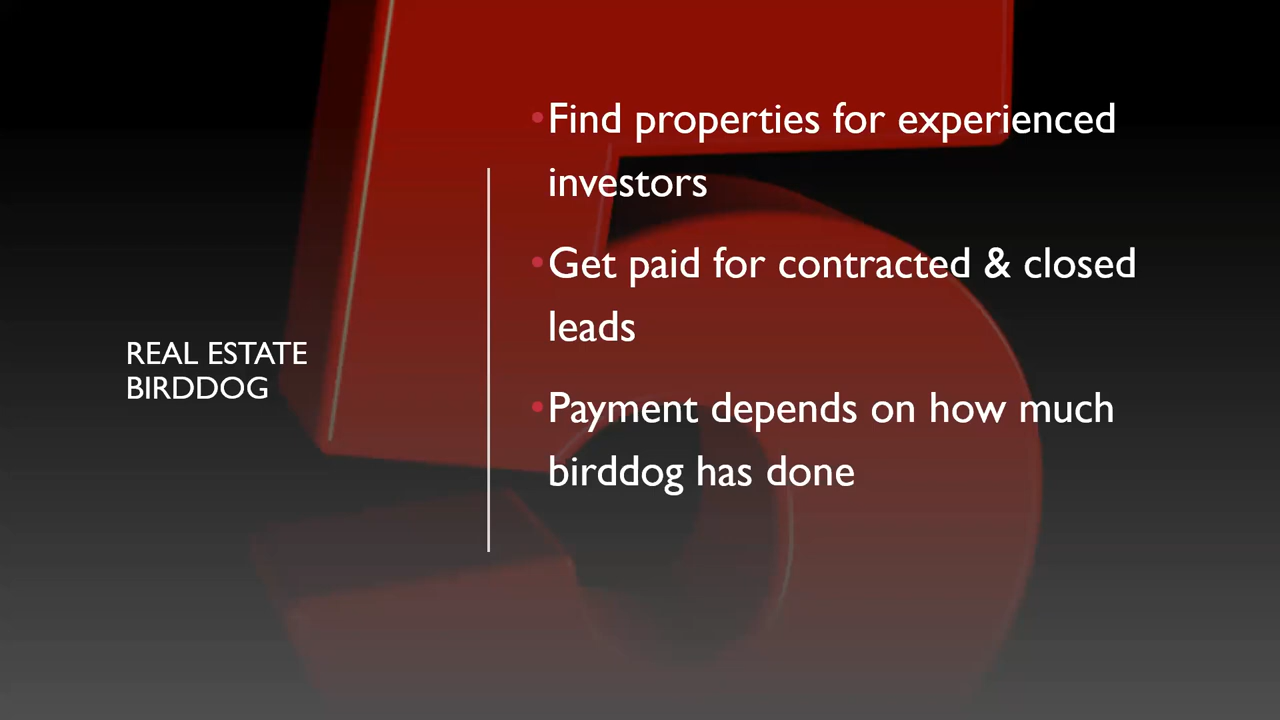 REAL ESTATE
BIRDDOG
•Find properties for experienced
investors
•Get paid for contracted & closed
leads
•Payment depends on how much
birddog has done